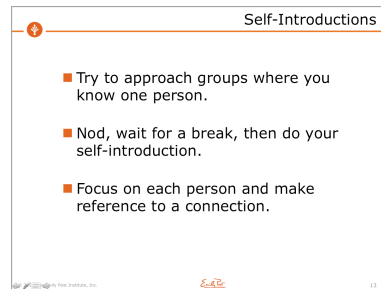 Self-Introductions
Try to approach groups where you
know one person.
Nod, wait for a break, then do your
self-introduction.
Focus on each person and make
reference to a connection.
Post Institute, Inc.
13